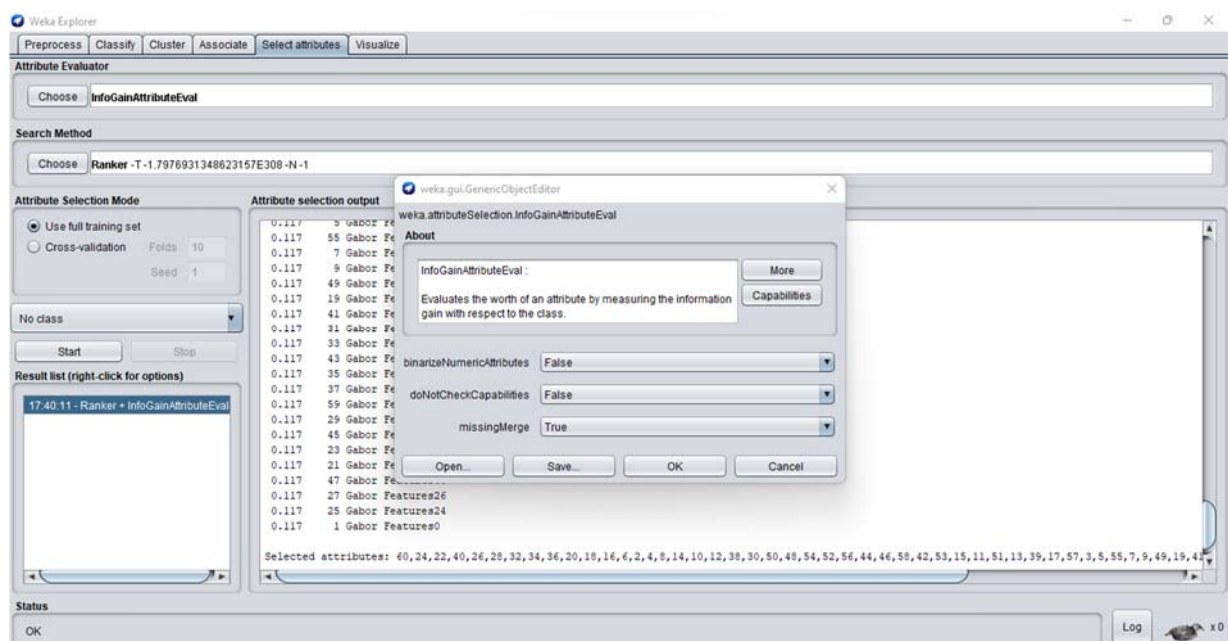 Weka Explorer
Preprocess Classify Cluster Associate Select attributes Visualize
Attribute Evaluator
Choose InfoGainAttributeEval
Search Method
Choose Ranker -T -1.7976931348623157E308 -N -1
Attribute Selection Mode
Use full training set
Cross-validation Folds 10
Seed 1
No class
Start Stop
Result list (right-click for options)
17:40:11 - Ranker + InfoGainAttributeEval
Attribute selection output
0.117 5 Gabor Fe
0.117 55 Gabor Fe
0.117 7 Gabor Fe
0.117 9 Gabor Fe
0.117 49 Gabor Fe
0.117 19 Gabor Fe
0.117 41 Gabor Fe
0.117 31 Gabor Fe
0.117 33 Gabor Fe
0.117 43 Gabor Fe
0.117 35 Gabor Fe
0.117 37 Gabor Fe
0.117 59 Gabor Fe
0.117 29 Gabor Fe
0.117 45 Gabor Fe
0.117 23 Gabor Fe
0.117 21 Gabor Fe
0.117 47 Gabor
0.117 27 Gabor Features26
0.117 25 Gabor Features24
0.117 1 Gabor Features0
Selected attributes: 60,24,22,40,26,28,32,34,36,20,18,16,6,2,4,8,14,10,12,38,30,50,48,54,52,56,44,46,58,42,53,15,11,51,13,39,17,57,3,5,55,7,9,49,19,41
weka.gui.GenericObjectEditor
weka.attributeSelection.InfoGainAttributeEval
About
InfoGainAttributeEval :
Evaluates the worth of an attribute by measuring the information
gain with respect to the class.
More
Capabilities
binarizeNumericAttributes False
doNotCheckCapabilities False
missingMerge True
Open... Save... OK Cancel
Status
OK
Log x 0